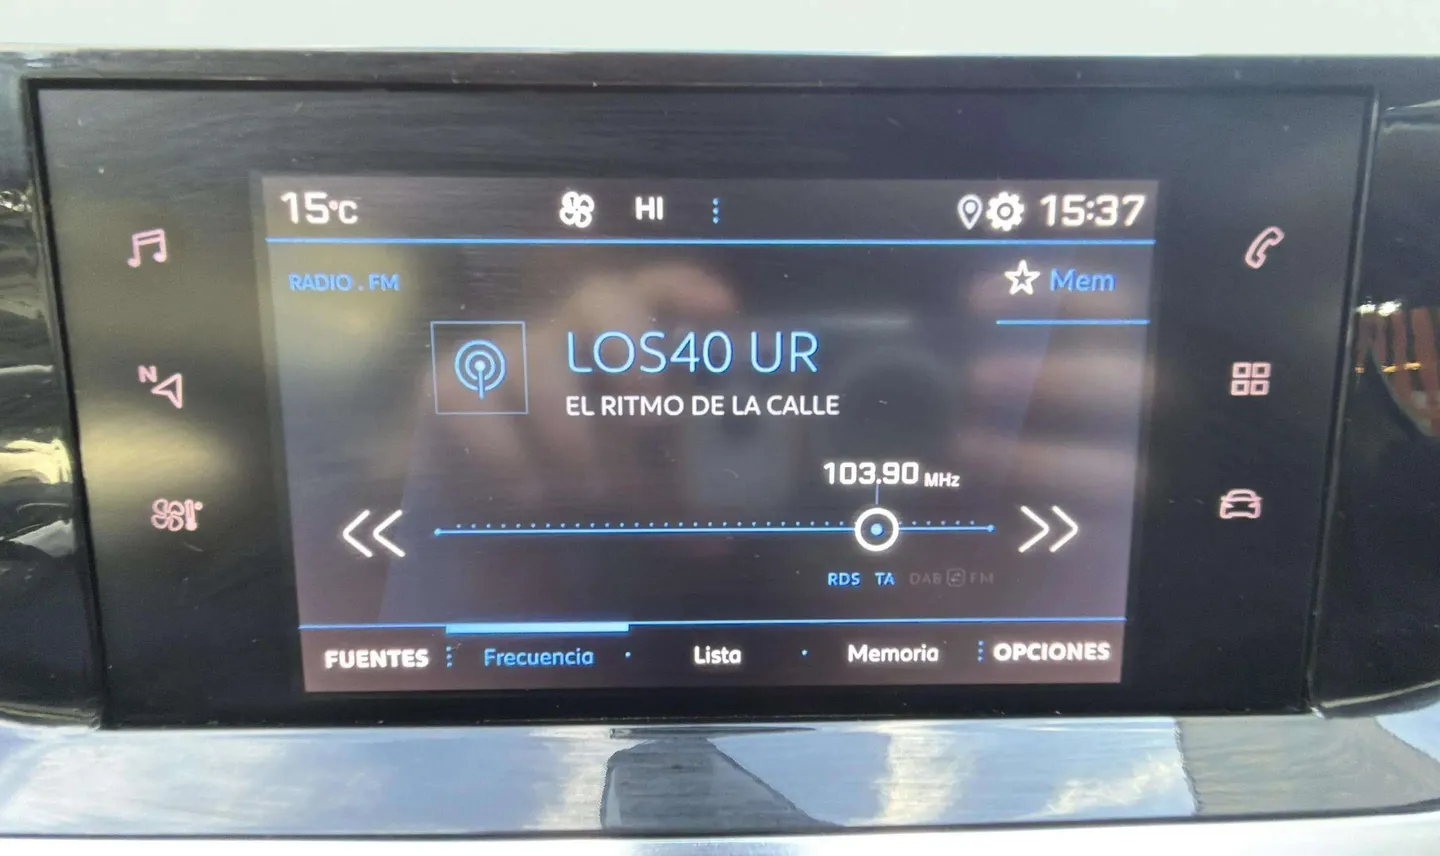 15°C HI 15:37
RADIO . FM
Mem
LOS40 UR
EL RITMO DE LA CALLE
103.90 MHz
RDS TA DAB FM
FUENTES Frecuencia Lista Memoria OPCIONES
N